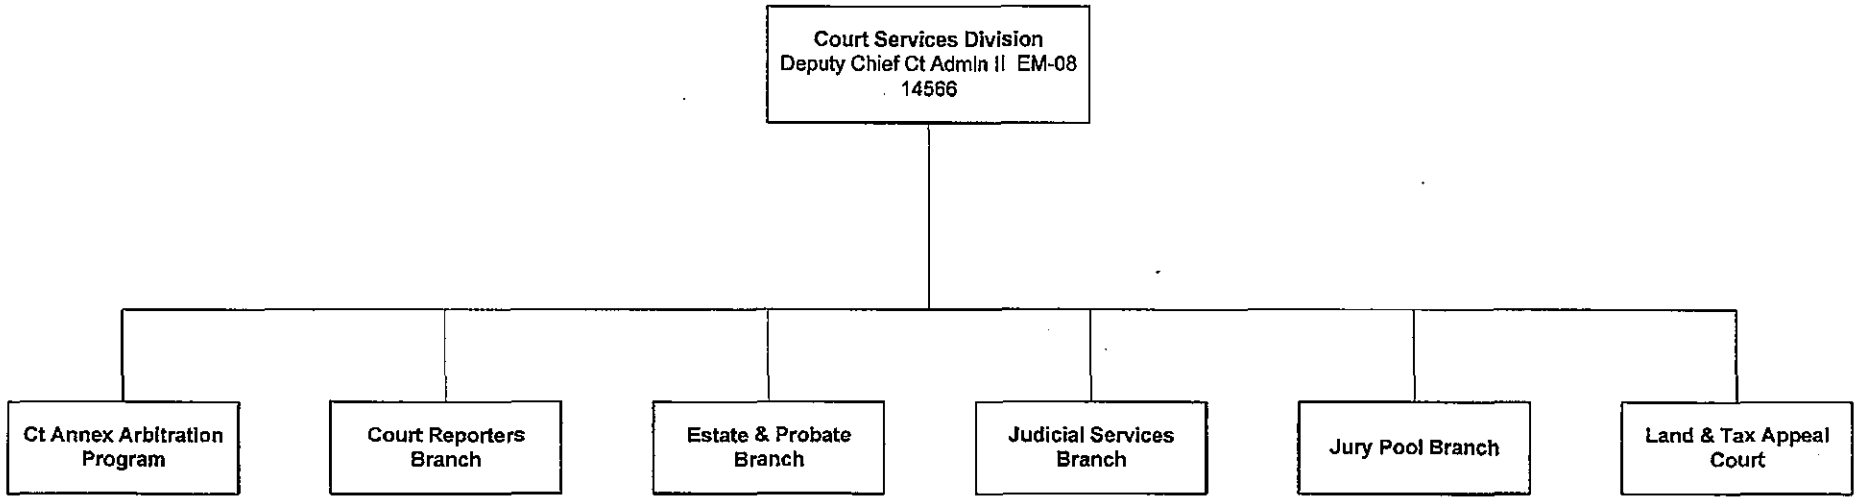 Court Services Division
Deputy Chief Ct Admin II EM-08
14566
Ct Annex Arbitration
Program
Court Reporters
Branch
Estate & Probate
Branch
Judicial Services
Branch
Jury Pool Branch
Land & Tax Appeal
Court